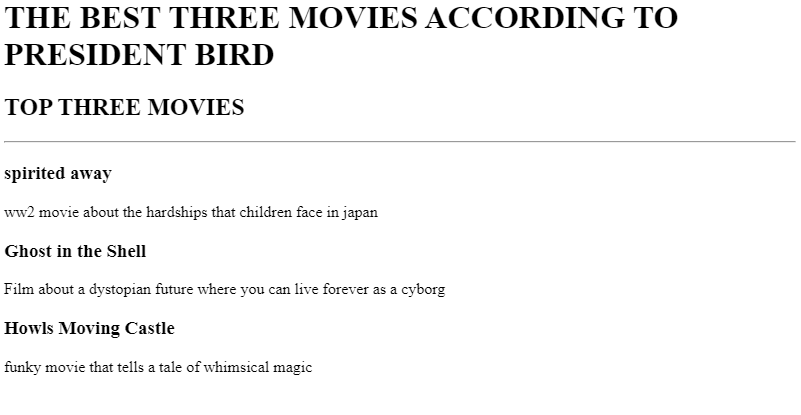 THE BEST THREE MOVIES ACCORDING TO
PRESIDENT BIRD
TOP THREE MOVIES
spirited away
ww2 movie about the hardships that children face in japan
Ghost in the Shell
Film about a dystopian future where you can live forever as a cyborg
Howls Moving Castle
funky movie that tells a tale of whimsical magic